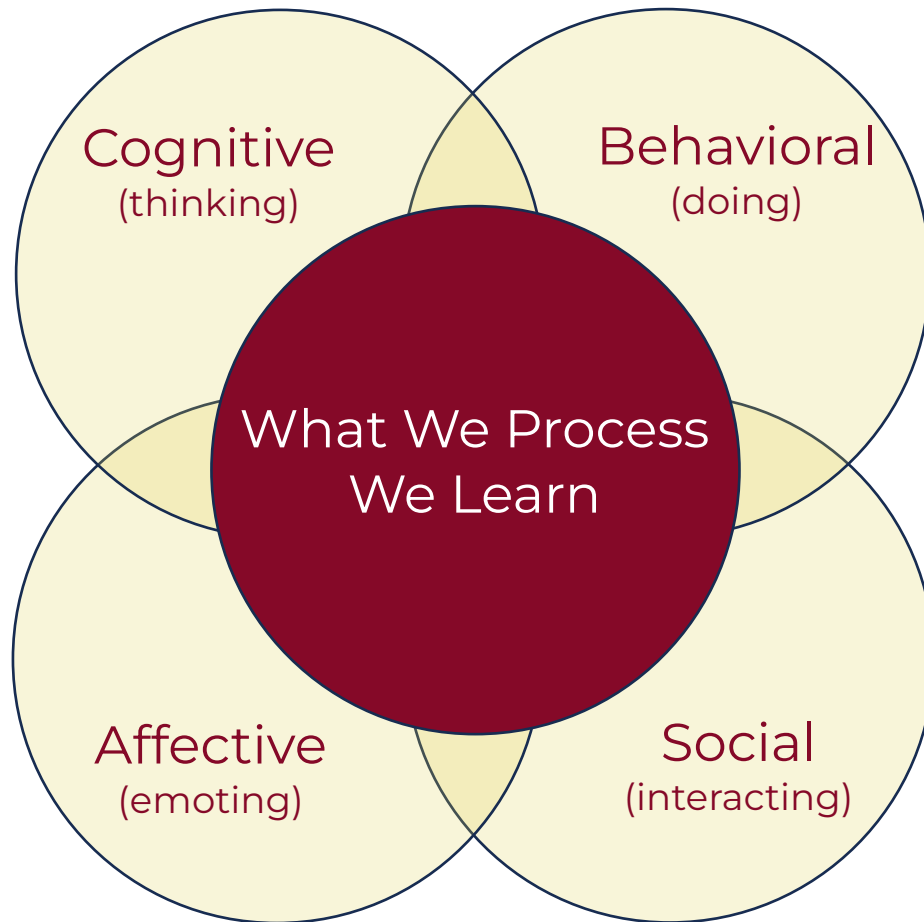 Cognitive
(thinking)
Behavioral
(doing)
What We Process
We Learn
Affective
(emoting)
Social
(interacting)